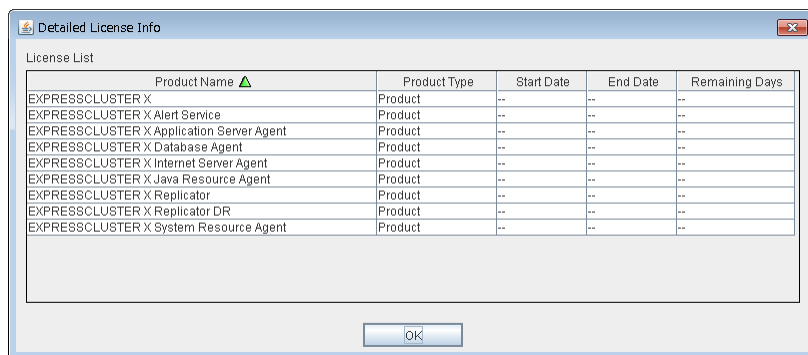 Detailed License Info
License List
Product Name Product Type Start Date End Date Remaining Days
EXPRESSCLUSTER X Product -- -- --
EXPRESSCLUSTER X Alert Service Product -- -- --
EXPRESSCLUSTER X Application Server Agent Product -- -- --
EXPRESSCLUSTER X Database Agent Product -- -- --
EXPRESSCLUSTER X Internet Server Agent Product -- -- --
EXPRESSCLUSTER X Java Resource Agent Product -- -- --
EXPRESSCLUSTER X Replicator Product -- -- --
EXPRESSCLUSTER X Replicator DR Product -- -- --
EXPRESSCLUSTER X System Resource Agent Product -- -- --
OK